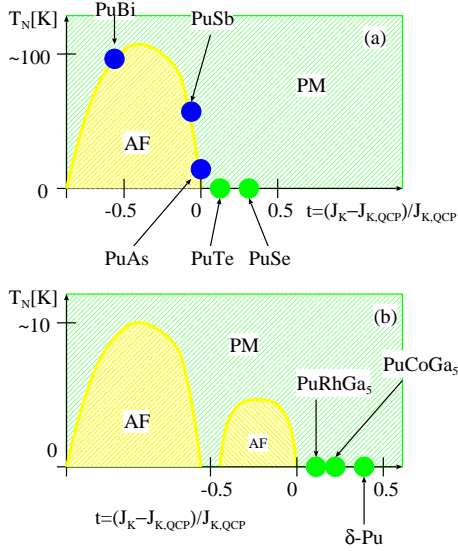 PuBi
T_N[K]
PuSb
(a)
~100
PM
AF
0
-0.5
0
0.5
t=(J_K–J_K,QCP)/J_K,QCP
PuAs
PuTe
PuSe
T_N[K]
(b)
~10
PM
PuCoGa_5
PuRhGa_5
AF
AF
0
-0.5
0
0.5
t=(J_K–J_K,QCP)/J_K,QCP
δ-Pu